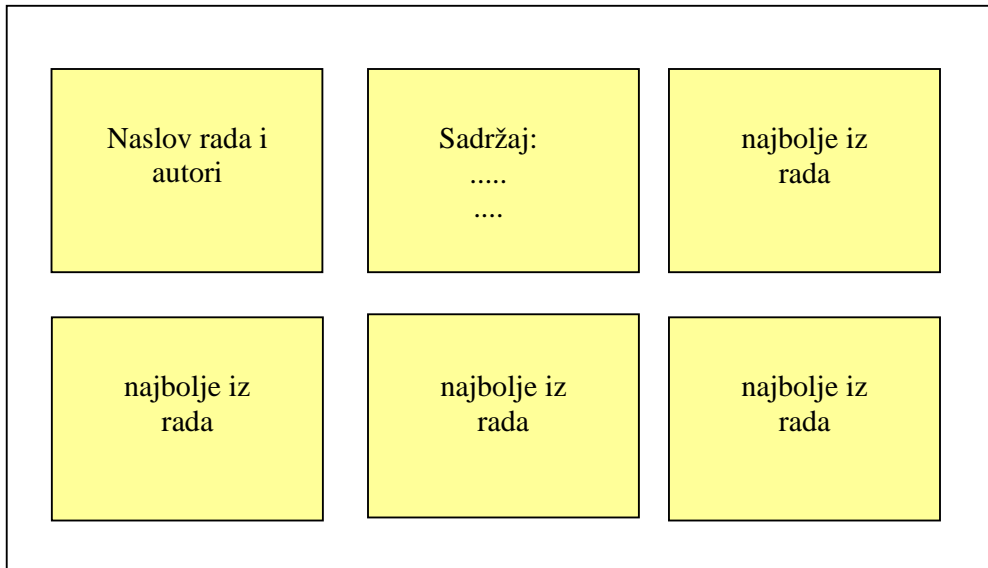 Naslov rada i
autori
Sadržaj:
.....
....
najbolje iz
rada
najbolje iz
rada
najbolje iz
rada
najbolje iz
rada